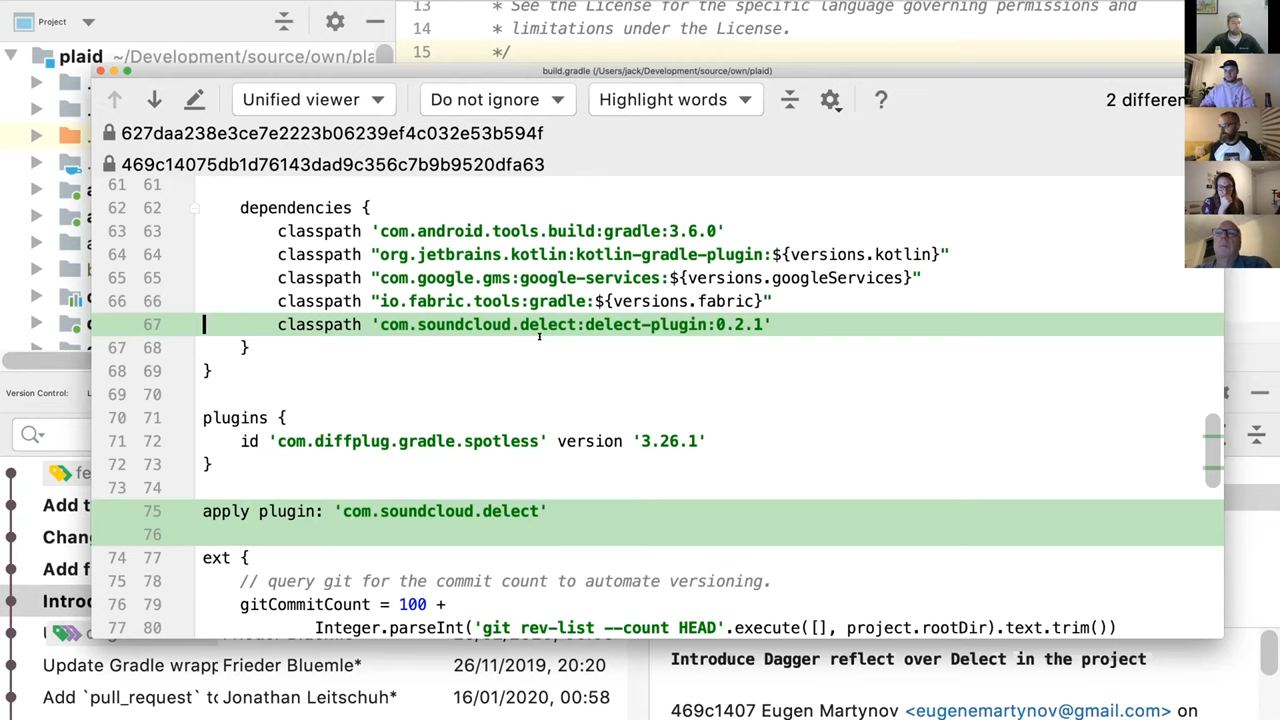 Project
13 * See the License for the specific language governing permissions and
14 * limitations under the License.
15 */
plaid ~/Development/source/own/pla
build.gradle (/Users/jack/Development/source/own/plaid)
Unified viewer
Do not ignore
Highlight words
?
2 differen
627daa238e3ce7e2223b06239ef4c032e53b594f
469c14075db1d76143dad9c356c7b9b9520dfa63
61 61
62 62 dependencies {
63 63 classpath 'com.android.tools.build:gradle:3.6.0'
64 64 classpath "org.jetbrains.kotlin:kotlin-gradle-plugin:${versions.kotlin}"
65 65 classpath "com.google.gms:google-services:${versions.googleServices}"
66 66 classpath "io.fabric.tools:gradle:${versions.fabric}"
67 classpath 'com.soundcloud.delect:delect-plugin:0.2.1'
67 68 }
68 69 }
69 70
70 71 plugins {
71 72 id 'com.diffplug.gradle.spotless' version '3.26.1'
72 73 }
73 74
75 apply plugin: 'com.soundcloud.delect'
76
74 77 ext {
75 78 // query git for the commit count to automate versioning.
76 79 gitCommitCount = 100 +
77 80 Integer.parseInt('git rev-list --count HEAD'.execute([], project.rootDir).text.trim())
Version Control:
fe
Add t
Chang
Add f
Intro
Update Gradle wrapp Frieder Bluemle* 26/11/2019, 20:20
Add `pull_request` to Jonathan Leitschuh* 16/01/2020, 00:58
Introduce Dagger reflect over Delect in the project
469c1407 Eugen Martynov <eugenemartynov@gmail.com> on